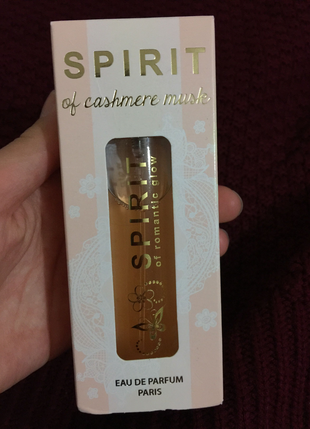 SPIRIT
of cashmere musk
SPIRIT
of romantic glow
EAU DE PARFUM
PARIS